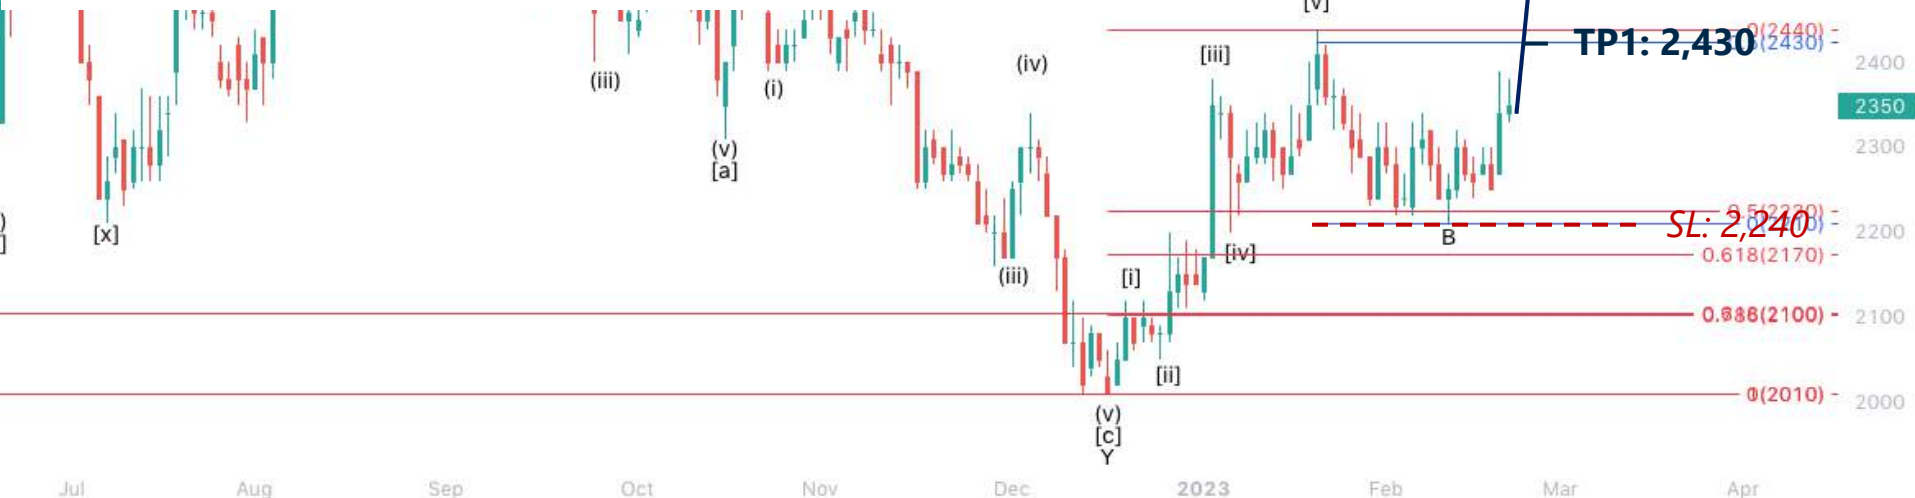 [v]
0(2440)
(2430)
TP1: 2,430
[iii]
(iv)
2400
(iii)
(i)
2350
(v)
[a]
2300
0.5(2220)
SL: 2,240
[x]
B
2200
[iv]
0.618(2170)
(iii)
[i]
(2100)
2100
[ii]
(2010)
2000
(v)
[c]
Y
Jul Aug Sep Oct Nov Dec 2023 Feb Mar Apr